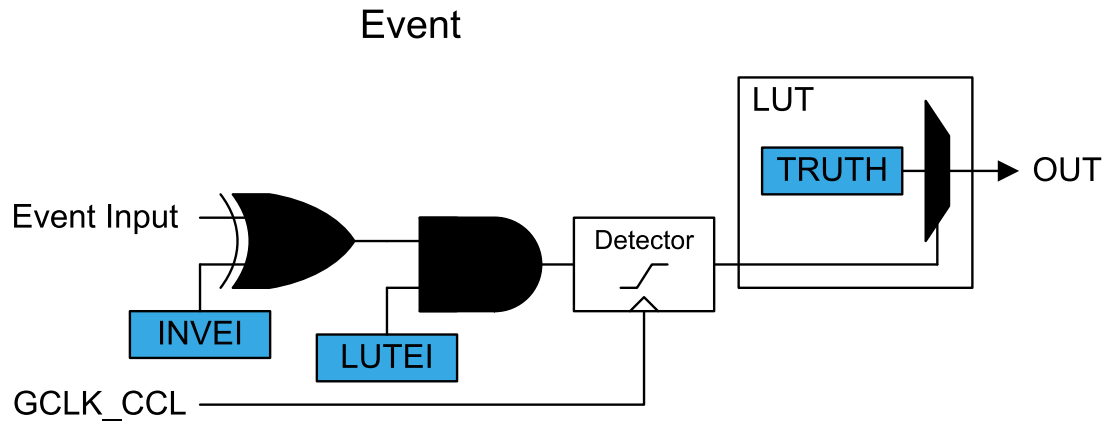 Event
LUT
TRUTH
OUT
Event Input
Detector
INVEI
LUTEI
GCLK_CCL